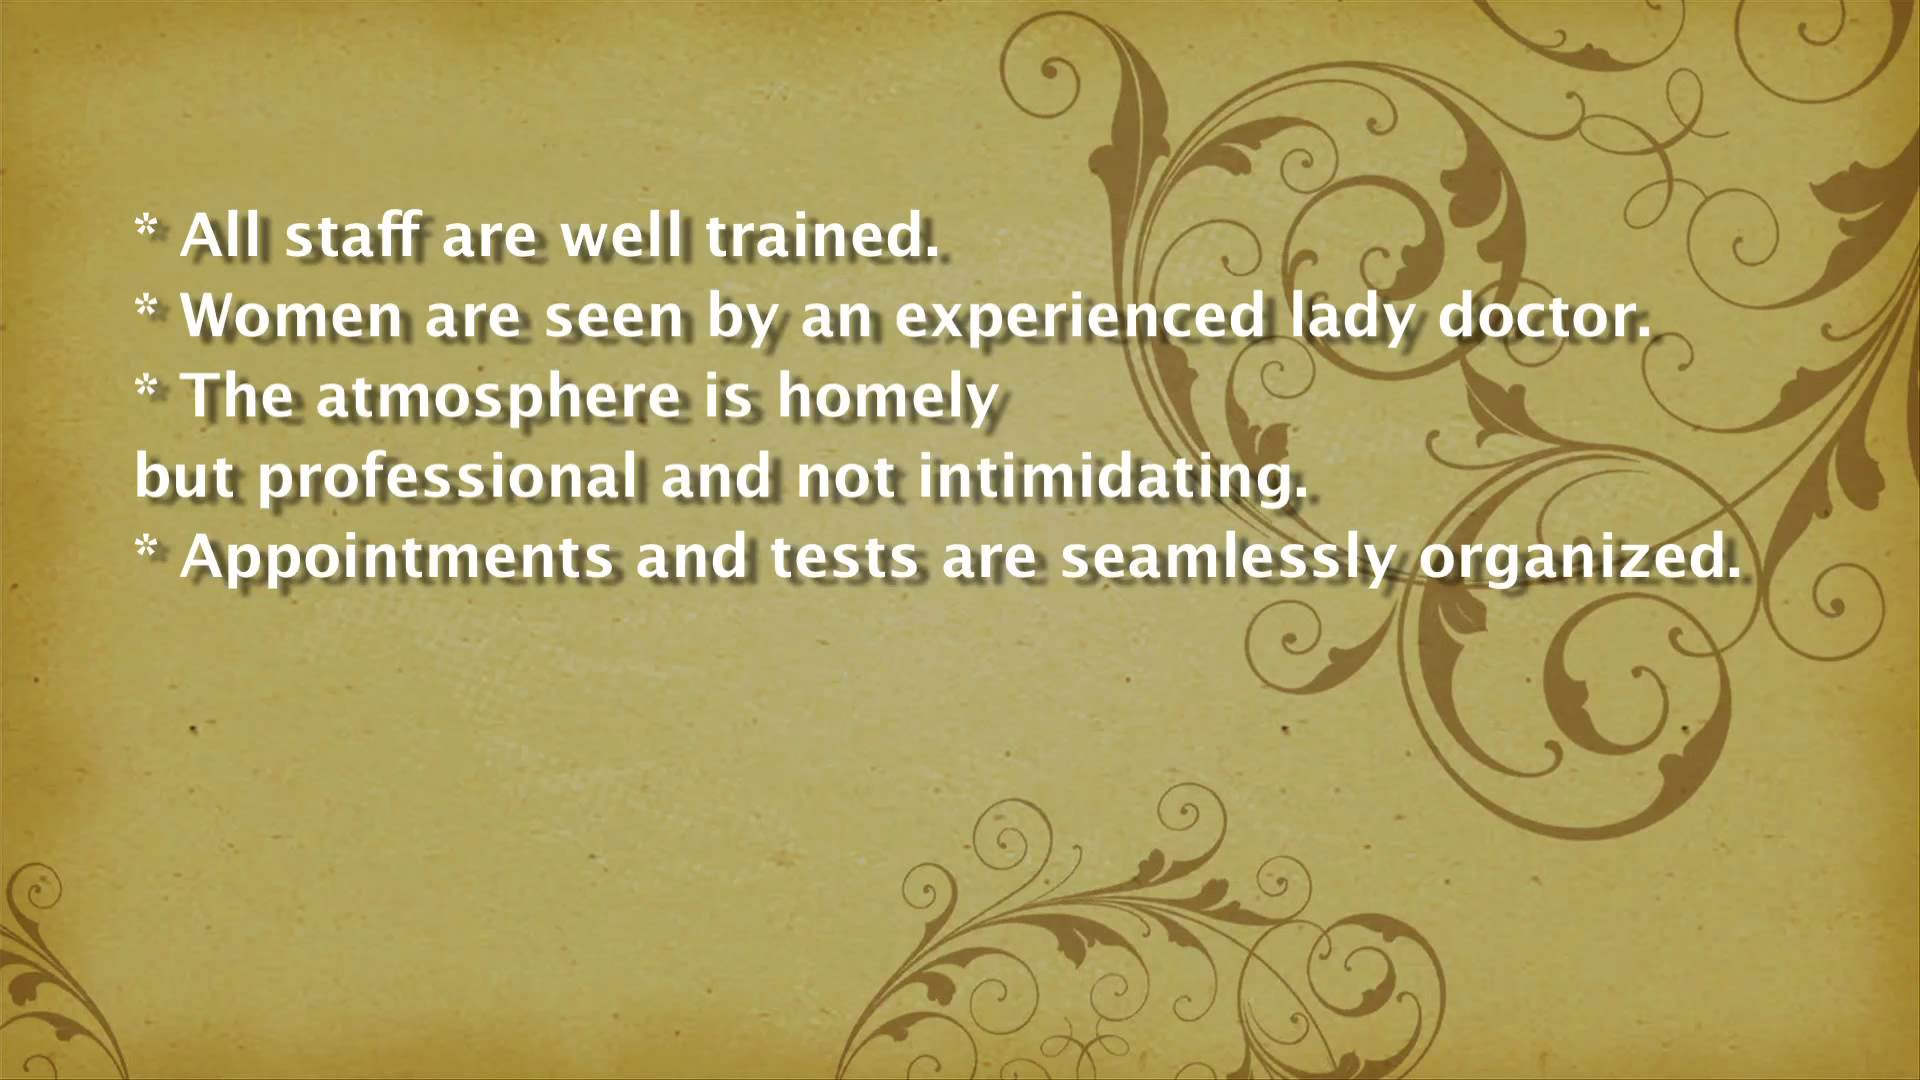 * All staff are well trained.
* Women are seen by an experienced lady doctor.
* The atmosphere is homely
but professional and not intimidating.
* Appointments and tests are seamlessly organized.